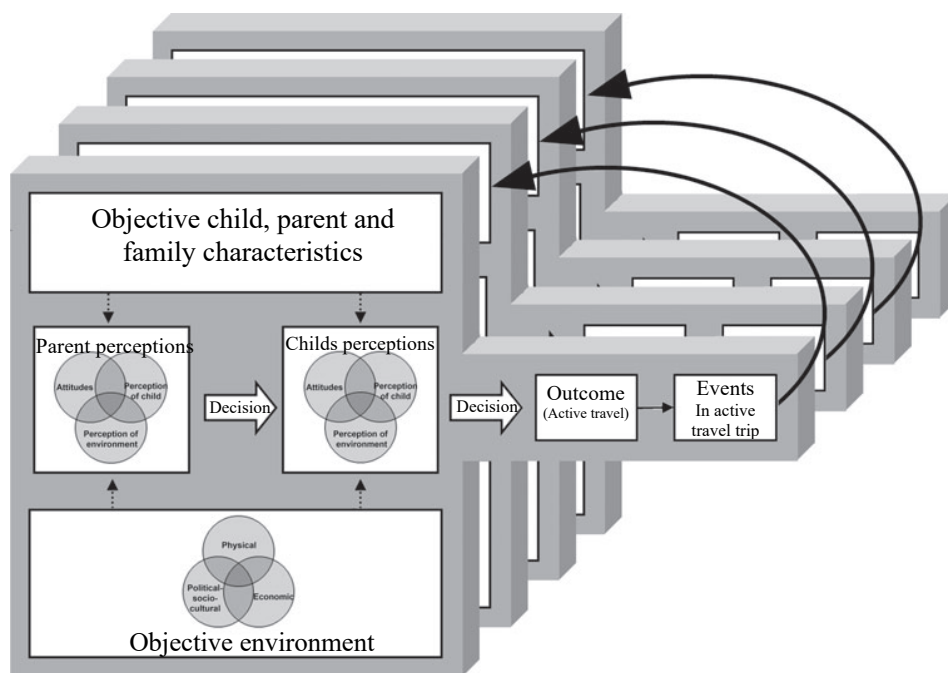 Objective child, parent and
family characteristics
Parent perceptions
Attitudes
Perception
of child
Perception of
environment
Decision
Childs perceptions
Attitudes
Perception
of child
Perception of
environment
Decision
Outcome
(Active travel)
Events
In active
travel trip
Physical
Political-
socio-
cultural
Economic
Objective environment